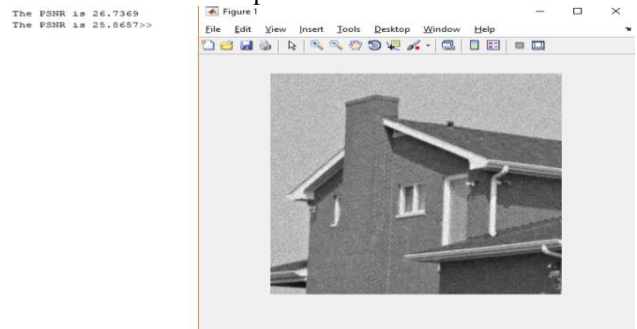 The PSNR is 26.7369
The PSNR is 25.8657>>
Figure 1
File Edit View Insert Tools Desktop Window Help